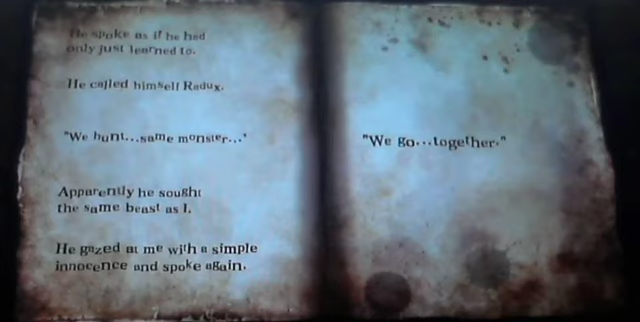 He spoke as if he had
only just learned to.
He called himself Redux.
"We hunt...same monster..."
Apparently he sought
the same beast as I.
He gazed at me with a simple
innocence and spoke again.
"We go...together."